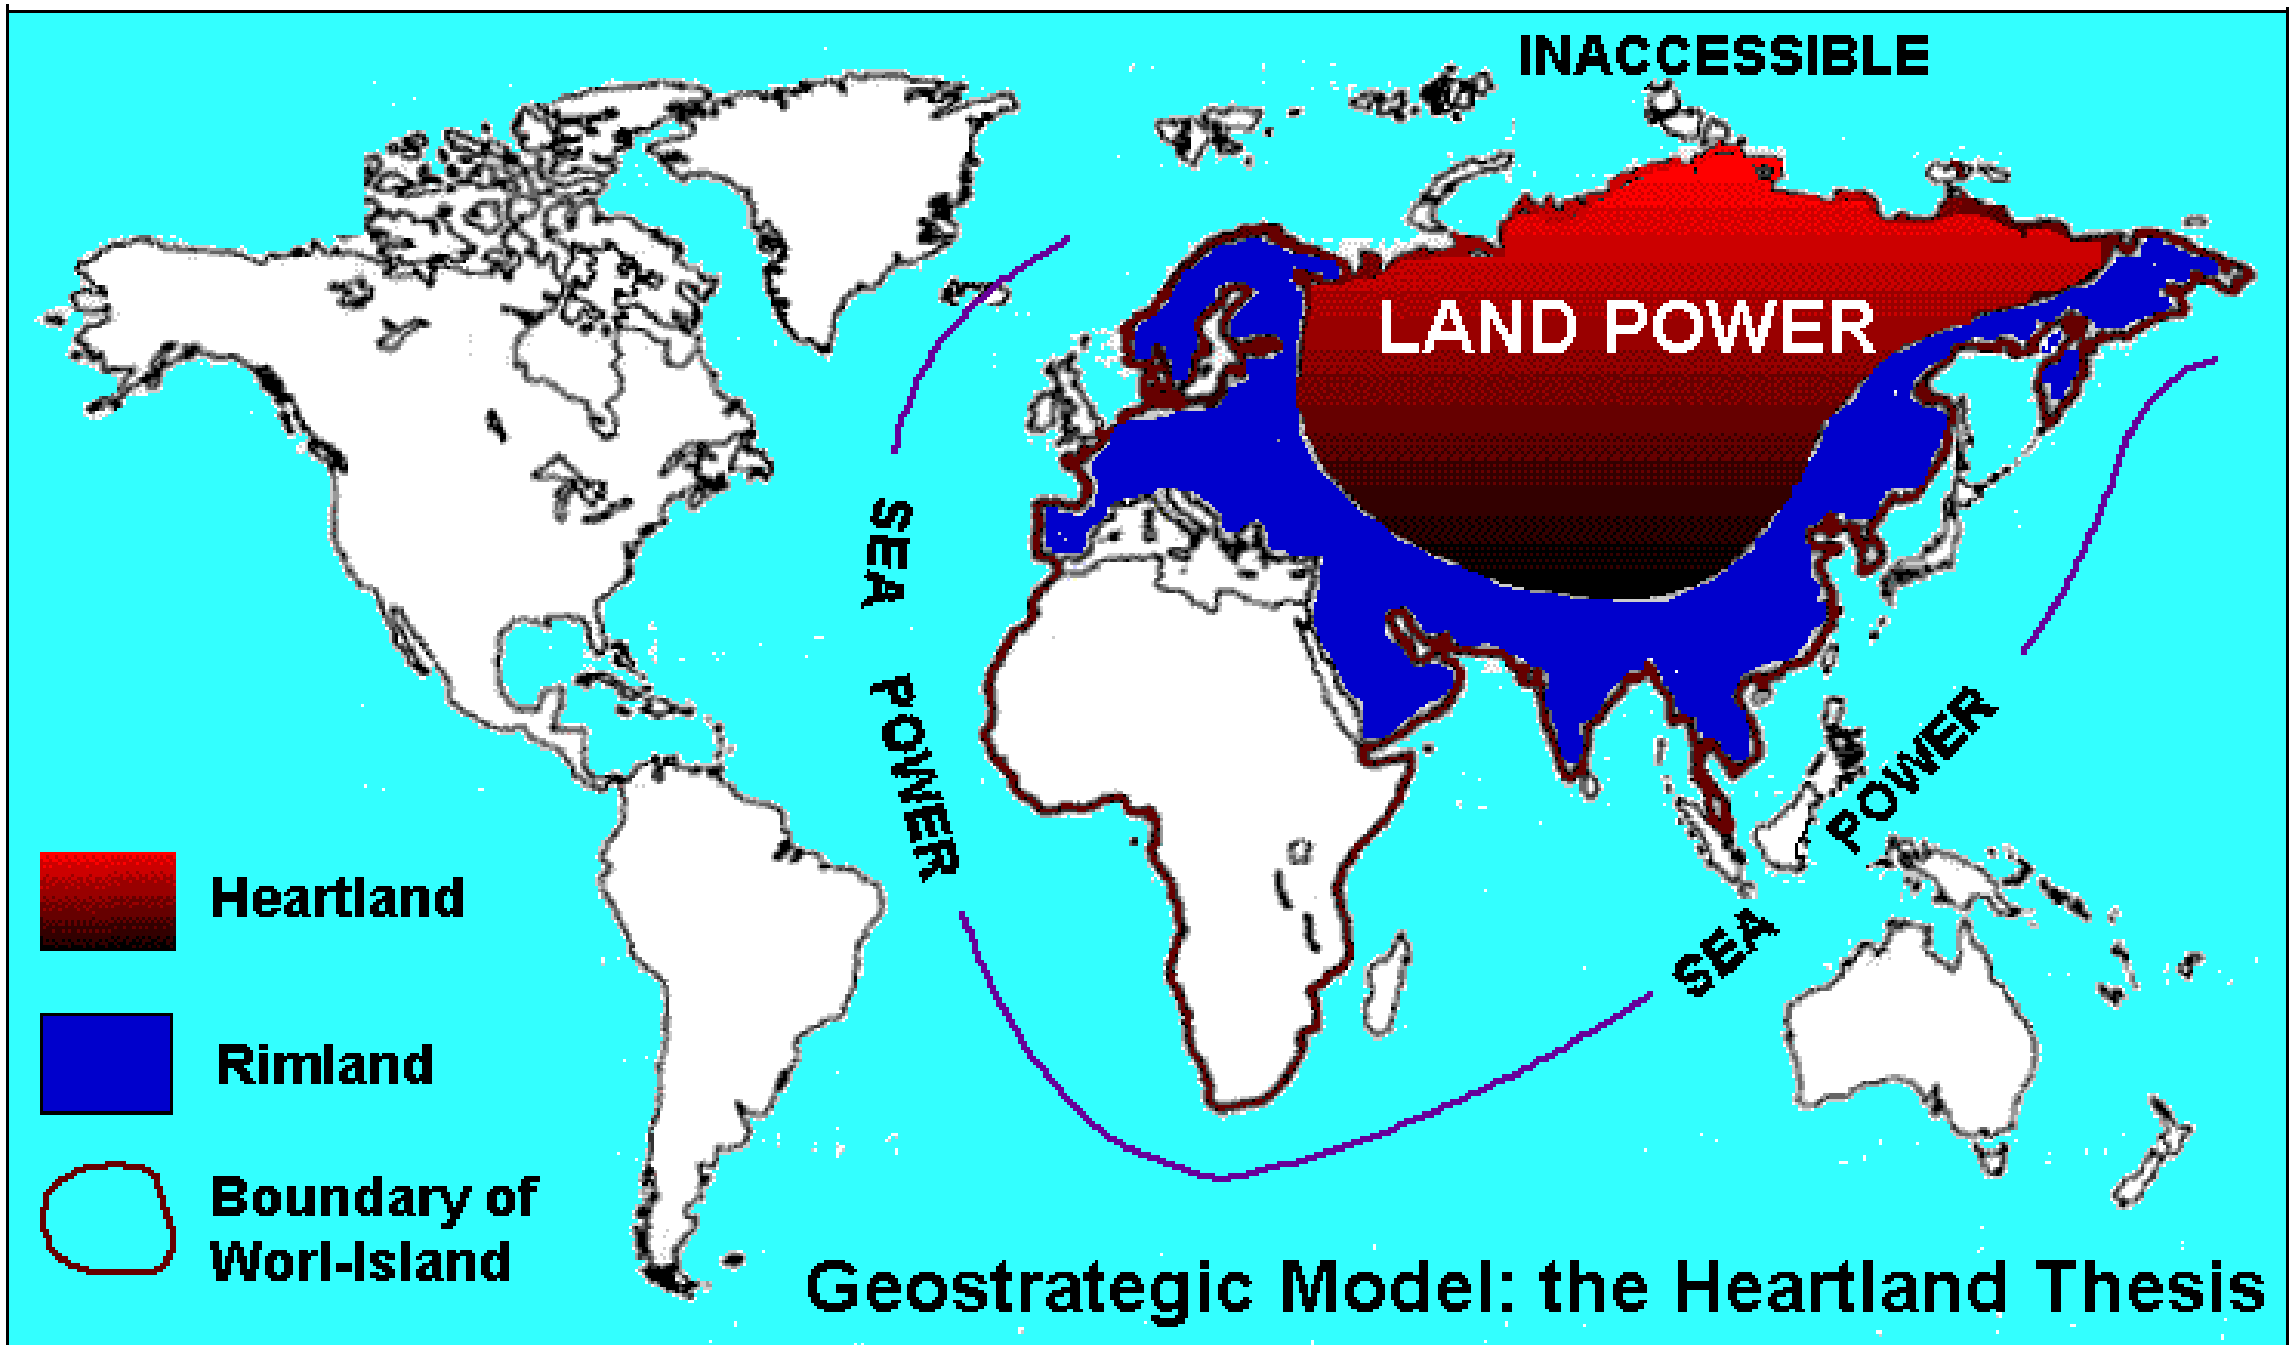 INACCESSIBLE
LAND POWER
SEA POWER
SEA POWER
Heartland
Rimland
Boundary of
Worl-Island
Geostrategic Model: the Heartland Thesis